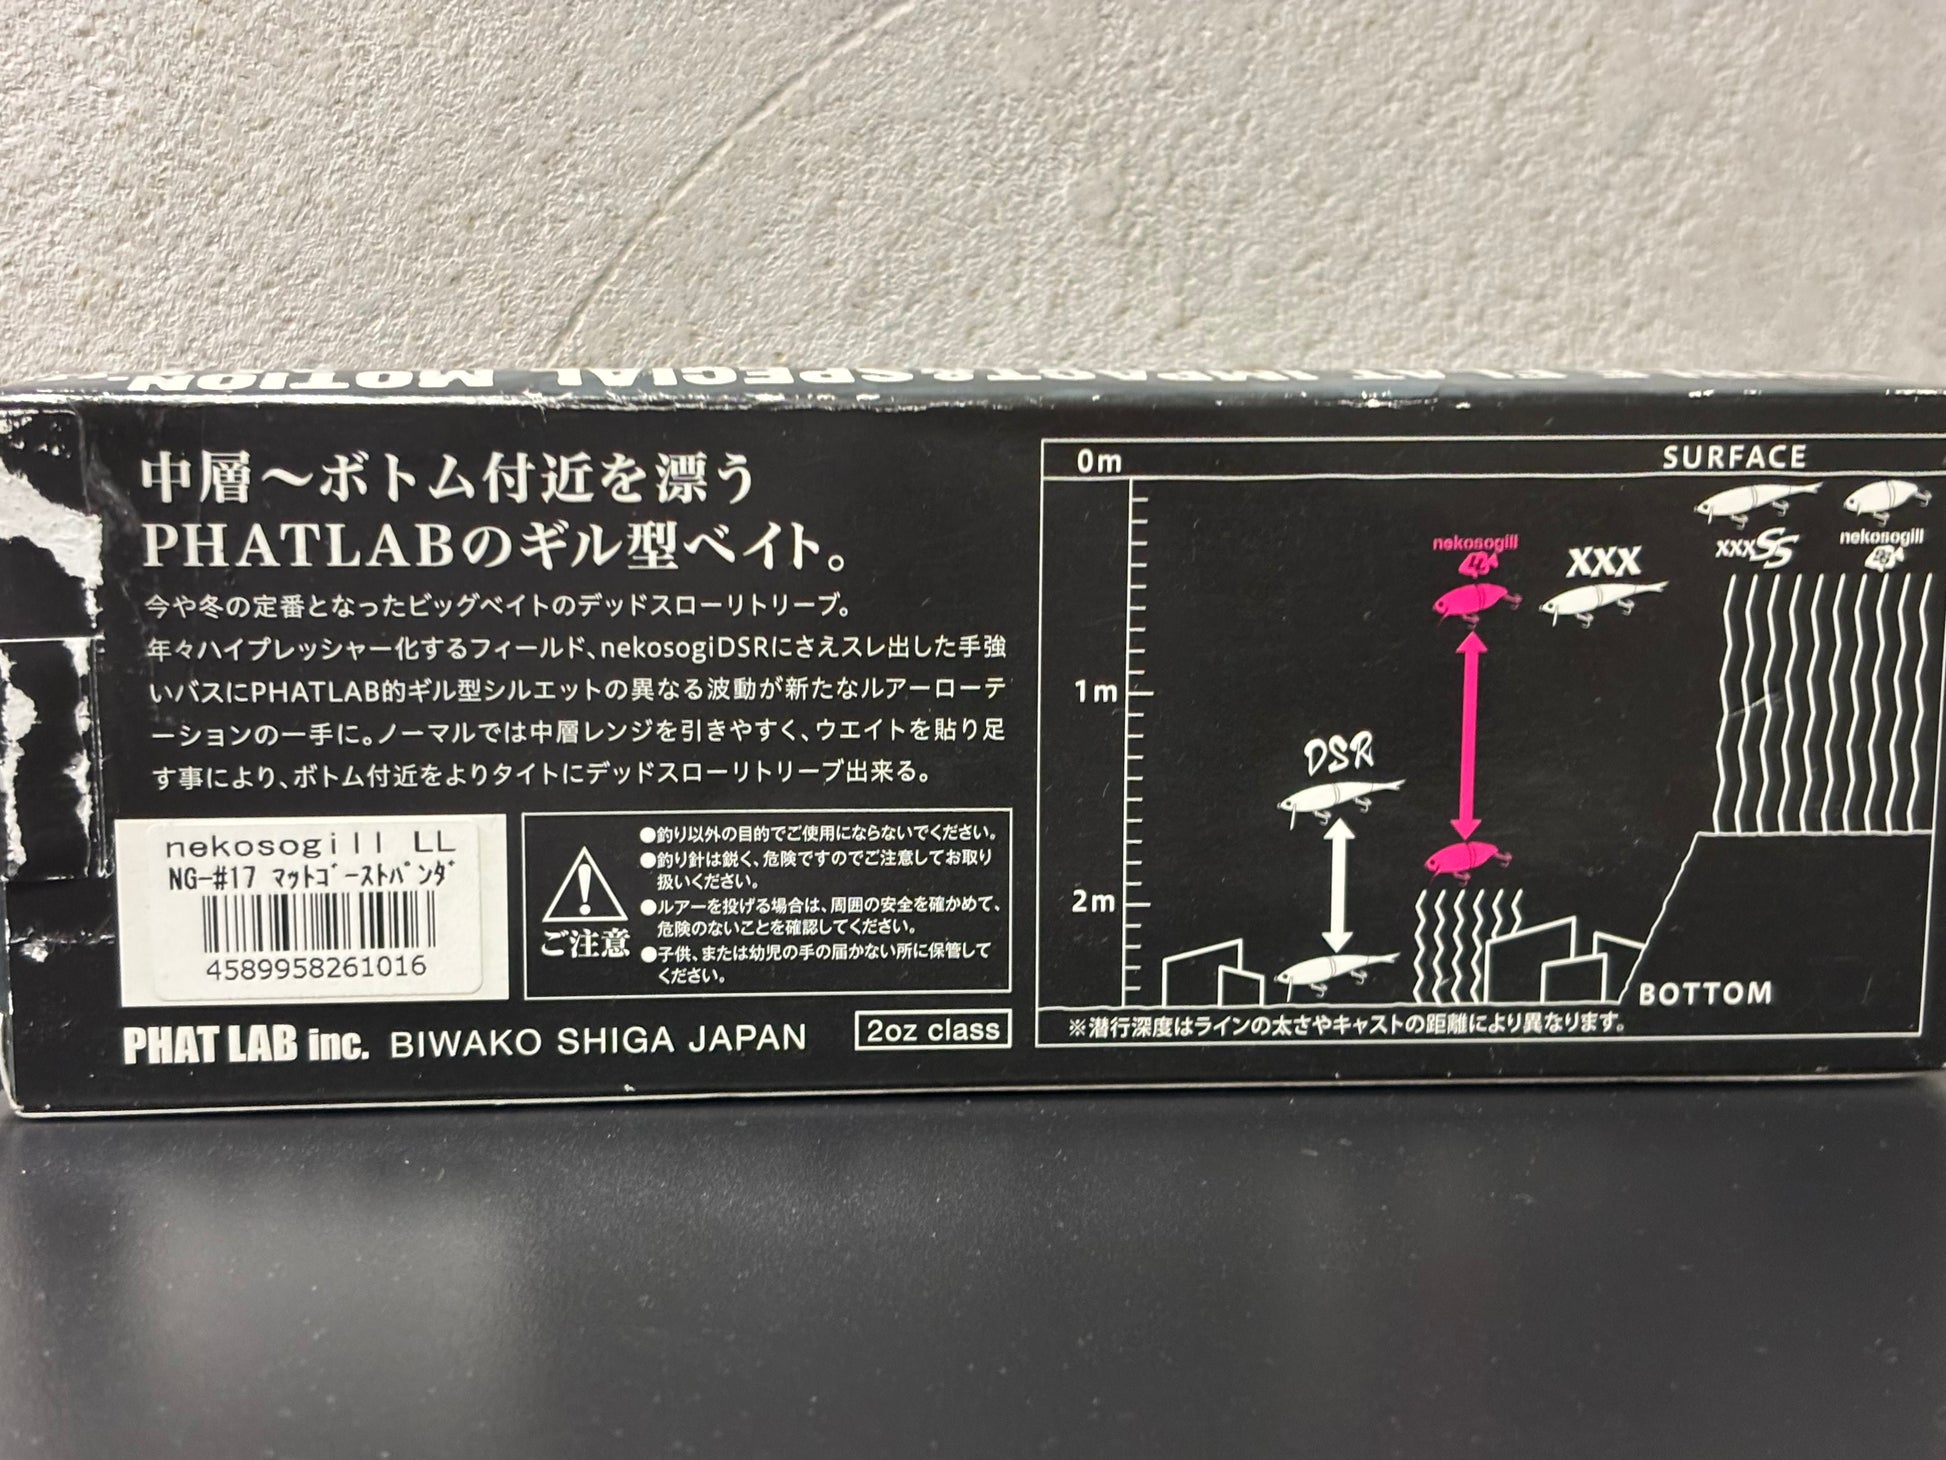 IMPACT&SPECIAL MOTION
中層～ボトム付近を漂う
PHATLABのギル型ベイト。
今や冬の定番となったビッグベイトのデッドスローリトリーブ。
年々ハイプレッシャー化するフィールド、nekosogiDSRにさえスレ出した手強
いバスにPHATLAB的ギル型シルエットの異なる波動が新たなルアーローテ
ーションの一手に。ノーマルでは中層レンジを引きやすく、ウエイトを貼り足
す事により、ボトム付近をよりタイトにデッドスローリトリーブ出来る。
nekosogill LL
NG-#17 マットゴーストパンダ
4589958261016
ご注意
●釣り以外の目的でご使用にならないでください。
●釣り針は鋭く、危険ですのでご注意してお取り
扱いください。
●ルアーを投げる場合は、周囲の安全を確かめて、
危険のないことを確認してください。
●子供、または幼児の手の届かない所に保管して
ください。
PHAT LAB inc. BIWAKO SHIGA JAPAN
2oz class
0m
SURFACE
nekosogill
LL
XXX
xxxSS
nekosogill
1m
DSR
2m
BOTTOM
※潜行深度はラインの太さやキャストの距離により異なります。